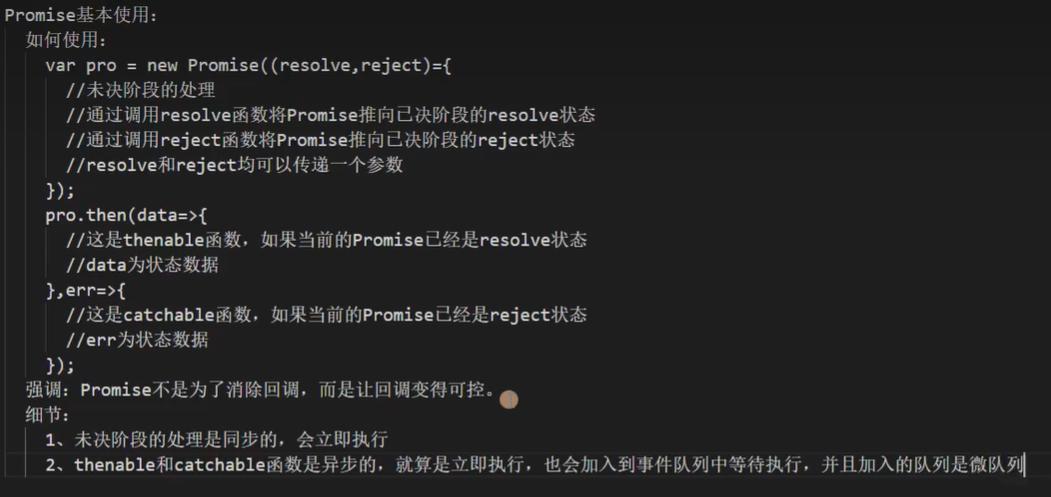 Promise基本使用：
如何使用：
var pro = new Promise((resolve,reject)={
//未决阶段的处理
//通过调用resolve函数将Promise推向已决阶段的resolve状态
//通过调用reject函数将Promise推向已决阶段的reject状态
//resolve和reject均可以传递一个参数
});
pro.then(data=>{
//这是thenable函数，如果当前的Promise已经是resolve状态
//data为状态数据
},err=>{
//这是catchable函数，如果当前的Promise已经是reject状态
//err为状态数据
});
强调：Promise不是为了消除回调，而是让回调变得可控。
细节：
1、未决阶段的处理是同步的，会立即执行
2、thenable和catchable函数是异步的，就算是立即执行，也会加入到事件队列中等待执行，并且加入的队列是微队列